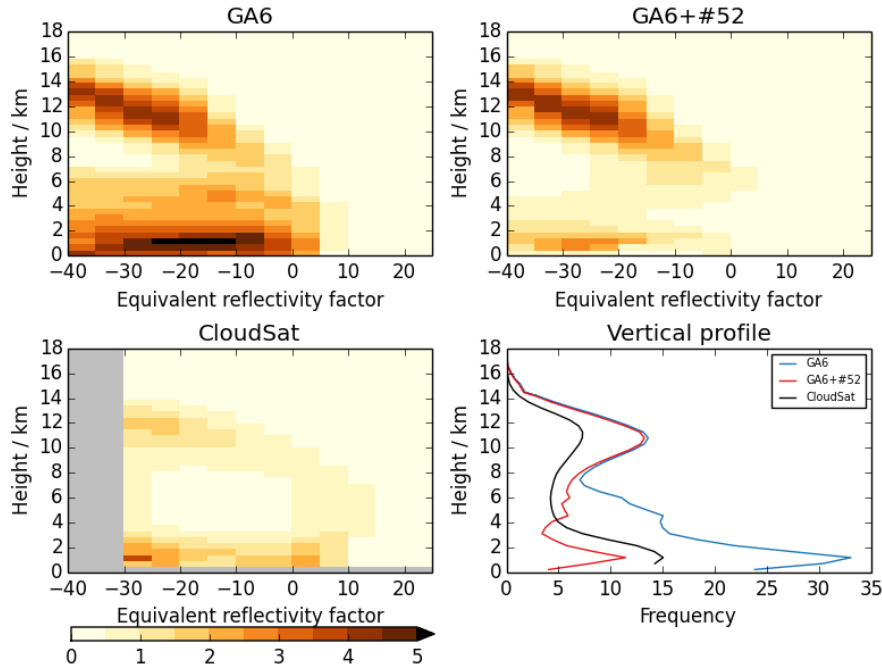 GA6
GA6+#52
18
16
14
12
10
8
6
4
2
0
Height / km
−40 −30 −20 −10 0 10 20
Equivalent reflectivity factor
18
16
14
12
10
8
6
4
2
0
Height / km
−40 −30 −20 −10 0 10 20
Equivalent reflectivity factor
CloudSat
Vertical profile
18
16
14
12
10
8
6
4
2
0
Height / km
−40 −30 −20 −10 0 10 20
Equivalent reflectivity factor
0 1 2 3 4 5
18
16
14
12
10
8
6
4
2
0
Height / km
GA6
GA6+#52
CloudSat
0 5 10 15 20 25 30 35
Frequency